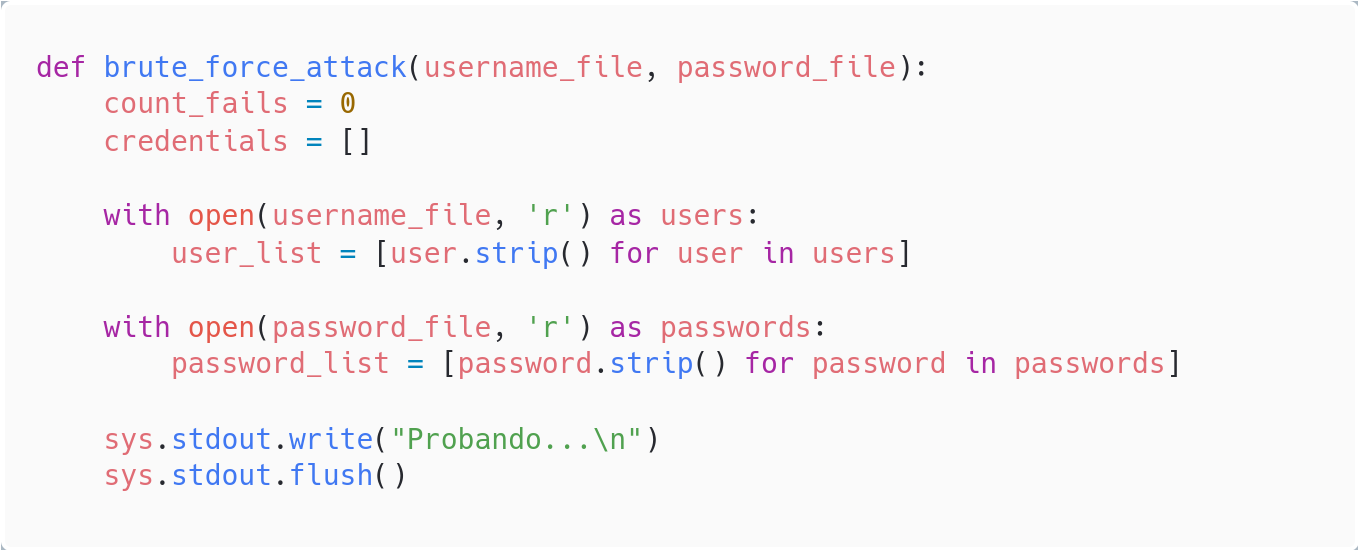 def brute_force_attack(username_file, password_file):
    count_fails = 0
    credentials = []

    with open(username_file, 'r') as users:
        user_list = [user.strip() for user in users]

    with open(password_file, 'r') as passwords:
        password_list = [password.strip() for password in passwords]

    sys.stdout.write("Probando...\n")
    sys.stdout.flush()